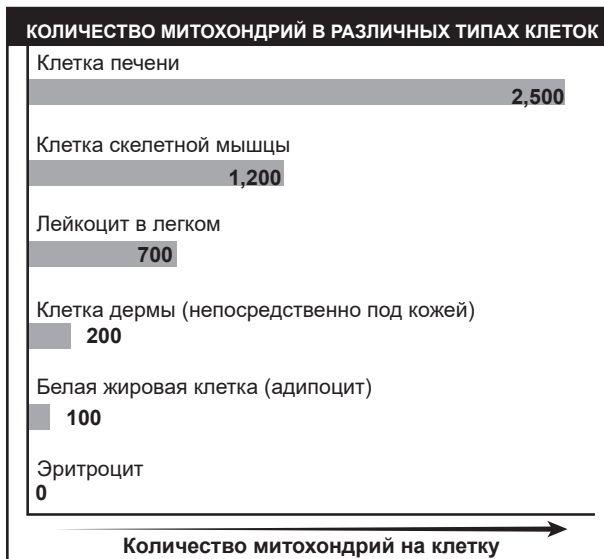 КОЛИЧЕСТВО МИТОХОНДРИЙ В РАЗЛИЧНЫХ ТИПАХ КЛЕТОК
Клетка печени
2,500
Клетка скелетной мышцы
1,200
Лейкоцит в легком
700
Клетка дермы (непосредственно под кожей)
200
Белая жировая клетка (адипоцит)
100
Эритроцит
0
Количество митохондрий на клетку